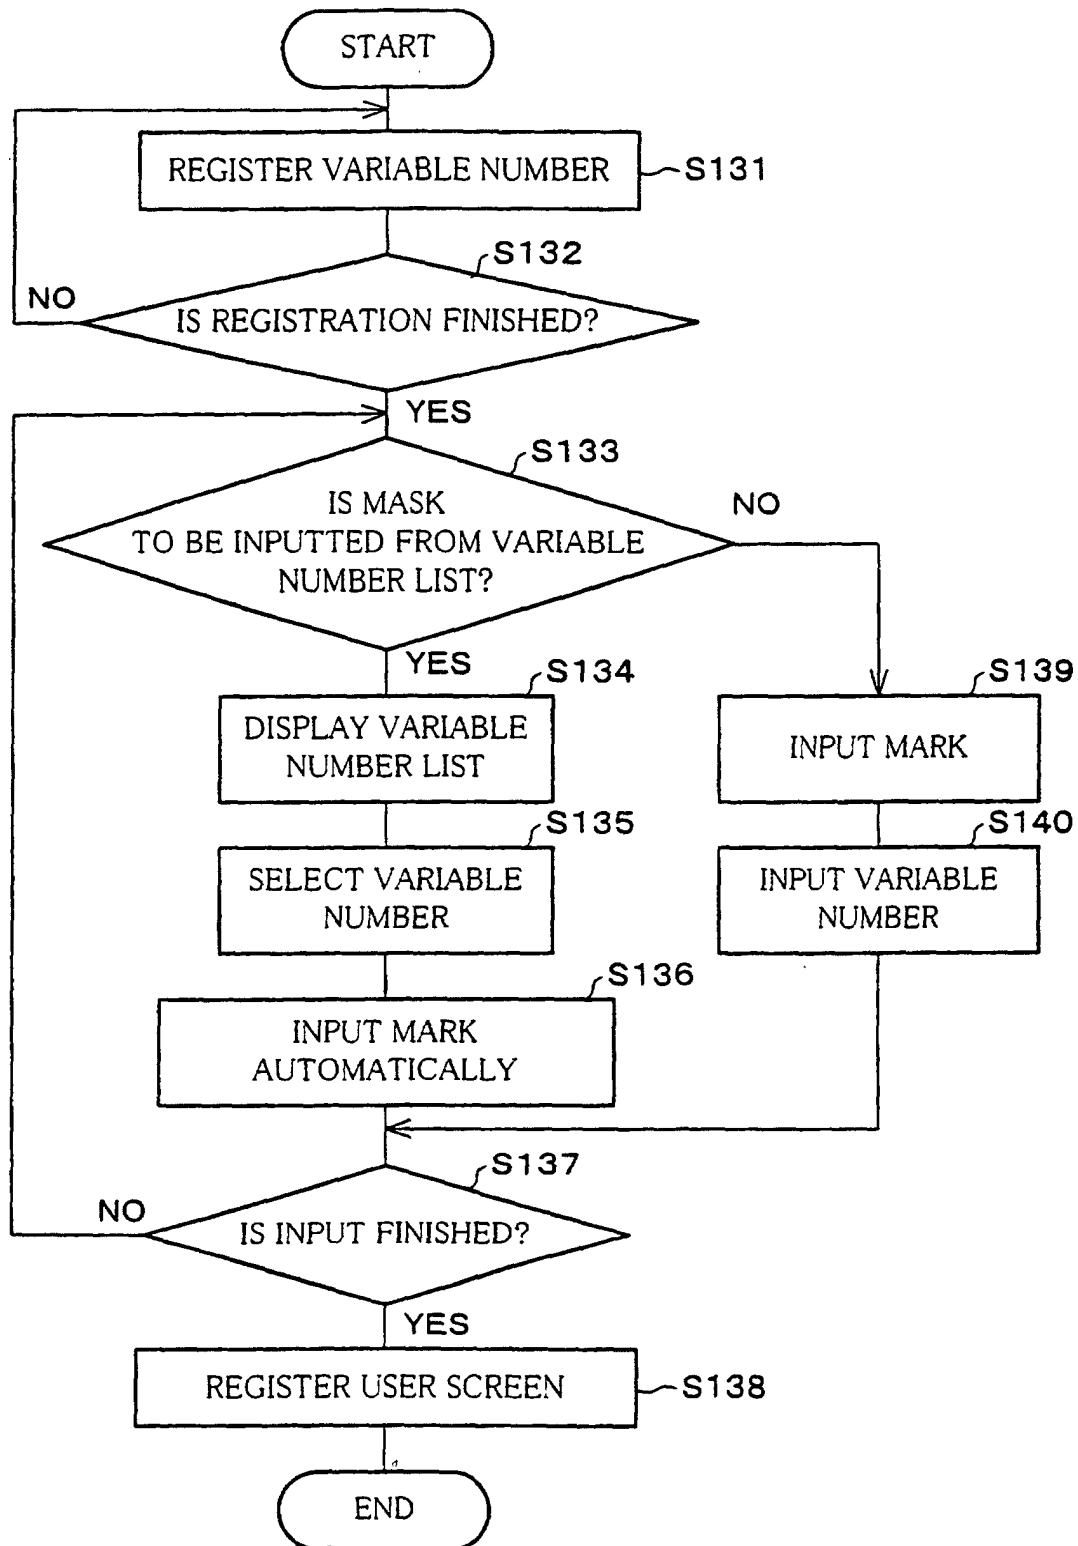 START
REGISTER VARIABLE NUMBER
S131
S132
NO
IS REGISTRATION FINISHED?
YES
S133
IS MASK
TO BE INPUTTED FROM VARIABLE
NUMBER LIST?
NO
YES
S134
DISPLAY VARIABLE
NUMBER LIST
S139
INPUT MARK
S135
SELECT VARIABLE
NUMBER
S140
INPUT VARIABLE
NUMBER
S136
INPUT MARK
AUTOMATICALLY
S137
NO
IS INPUT FINISHED?
YES
REGISTER USER SCREEN
S138
END